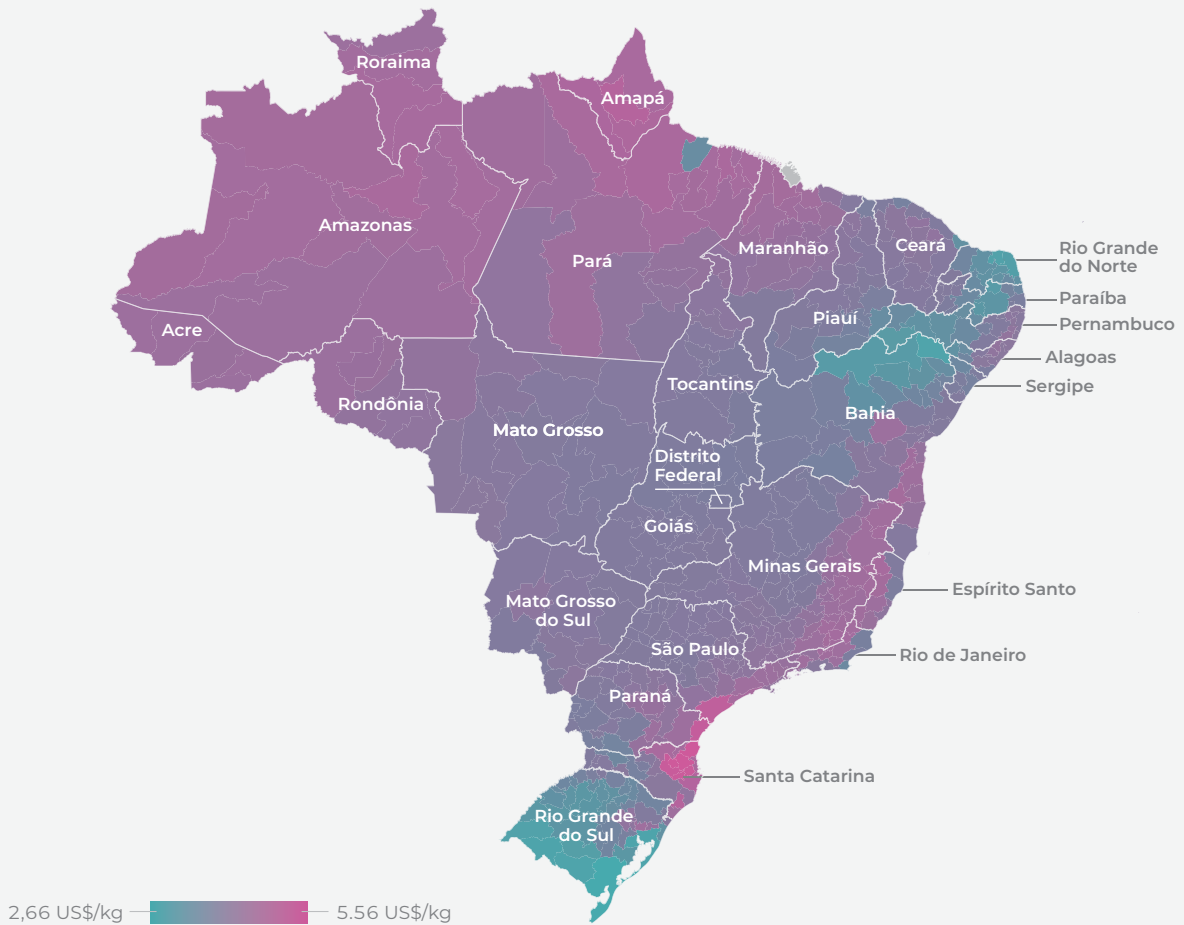 Roraima
Amapá
Amazonas
Pará
Maranhão
Ceará
Rio Grande
do Norte
Paraíba
Piauí
Pernambuco
Acre
Alagoas
Tocantins
Sergipe
Rondônia
Bahia
Mato Grosso
Distrito
Federal
Goiás
Minas Gerais
Espírito Santo
Mato Grosso
do Sul
São Paulo
Rio de Janeiro
Paraná
Santa Catarina
Rio Grande
do Sul
2,66 US$/kg
5.56 US$/kg